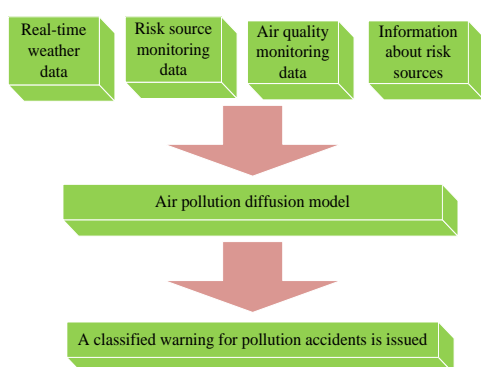 Real-time
weather
data
Risk source
monitoring
data
Air quality
monitoring
data
Information
about risk
sources
Air pollution diffusion model
A classified warning for pollution accidents is issued